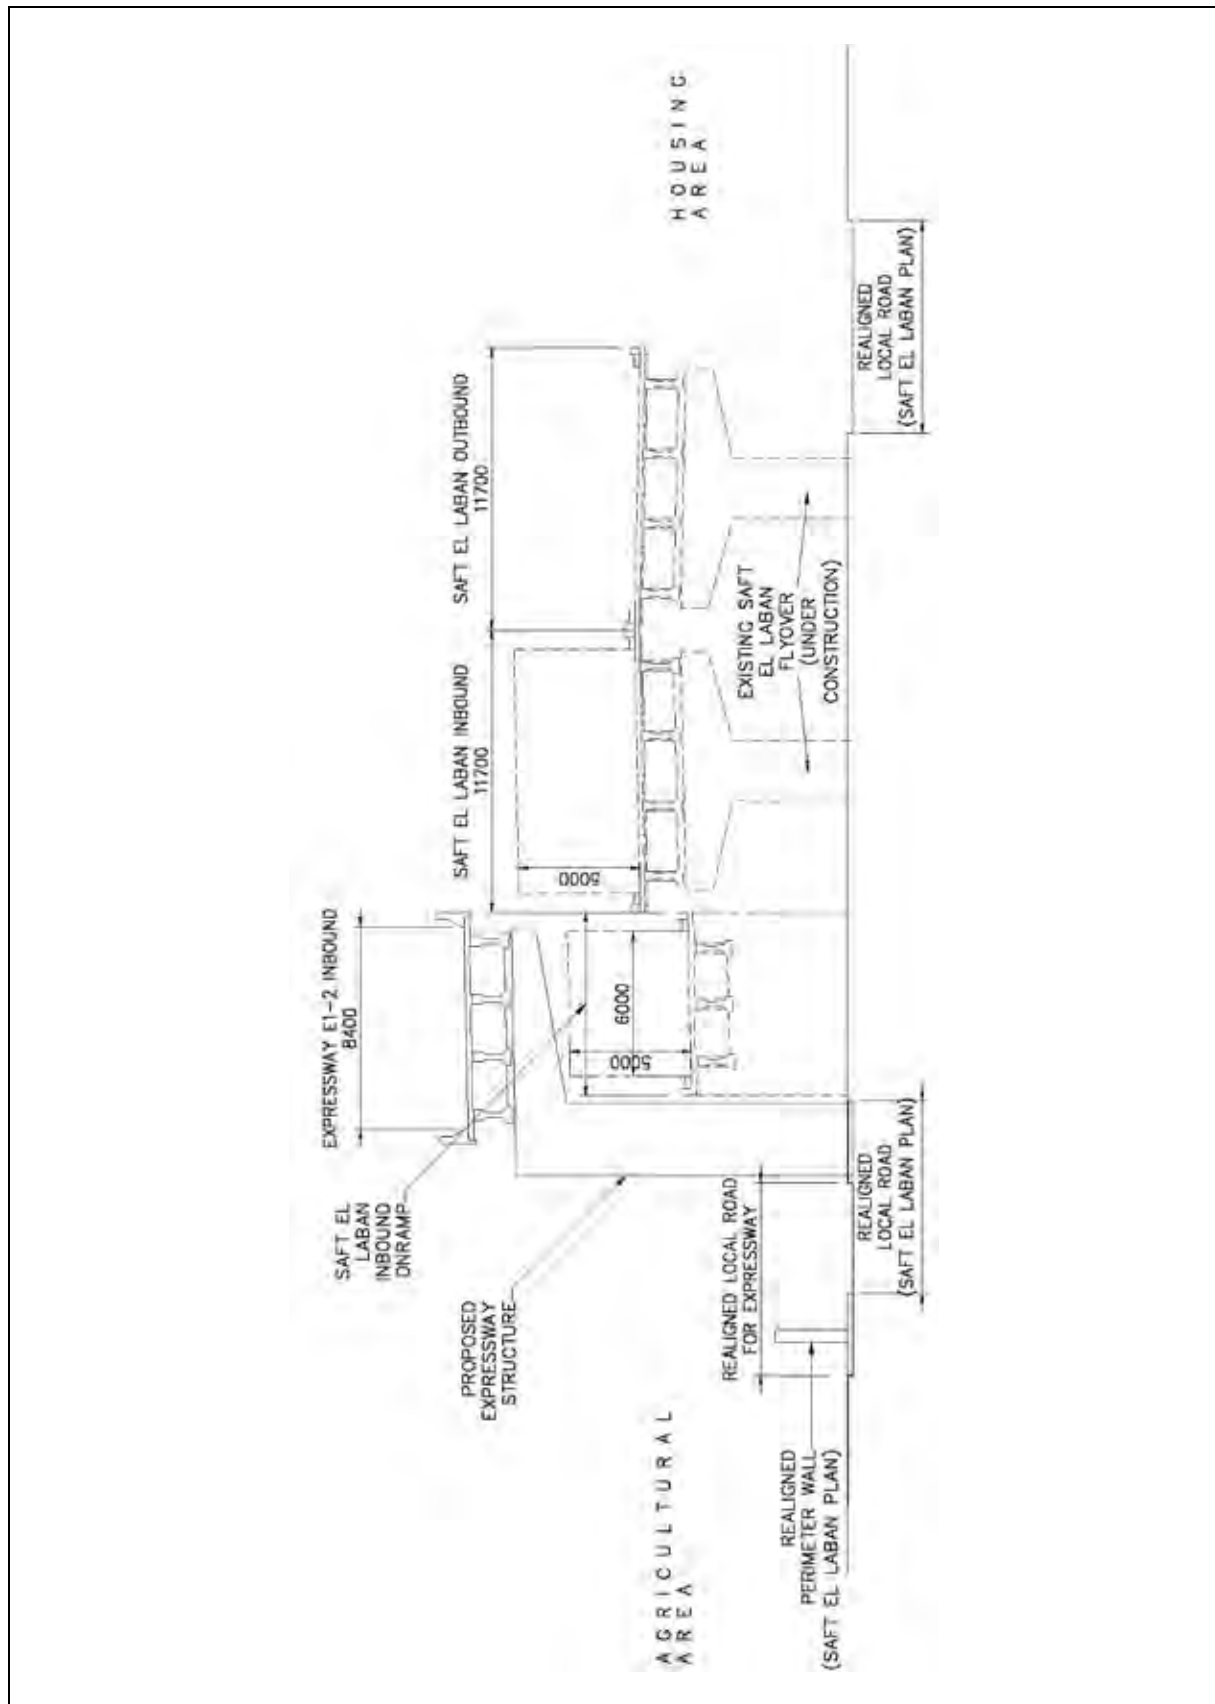 EXPRESSWAY E1-2 INBOUND
8400
SAFT EL LABAN INBOUND
11700
SAFT EL LABAN OUTBOUND
11700
SAFT EL
LABAN
INBOUND
ONRAMP
PROPOSED
EXPRESSWAY
STRUCTURE
5000
6000
5000
AGRICULTURAL
AREA
HOUSING
AREA
REALIGNED LOCAL ROAD
FOR EXPRESSWAY
EXISTING SAFT
EL LABAN
FLYOVER
(UNDER
CONSTRUCTION)
REALIGNED
PERIMETER WALL
(SAFT EL LABAN PLAN)
REALIGNED
LOCAL ROAD
(SAFT EL LABAN PLAN)
REALIGNED
LOCAL ROAD
(SAFT EL LABAN PLAN)